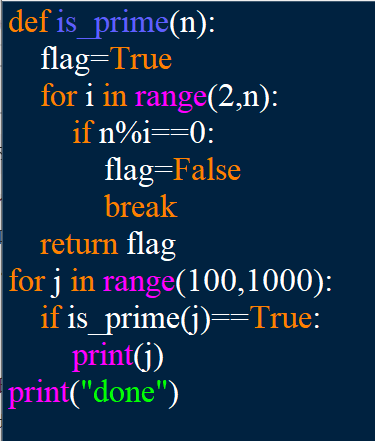 def is_prime(n):
    flag=True
    for i in range(2,n):
        if n%i==0:
            flag=False
            break
    return flag
for j in range(100,1000):
    if is_prime(j)==True:
        print(j)
print("done")